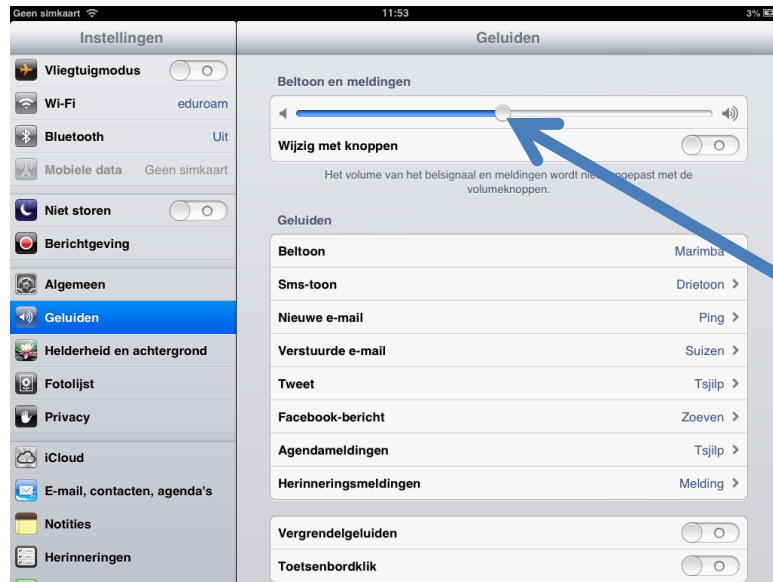 Geen simkaart 11:53 3%
Instellingen
Vliegtuigmodus
Wi-Fi eduroam
Bluetooth Uit
Mobiele data Geen simkaart
Niet storen
Berichtgeving
Algemeen
Geluiden
Helderheid en achtergrond
Fotolijst
Privacy
iCloud
E-mail, contacten, agenda's
Notities
Herinneringen
Geluiden
Beltoon en meldingen
Wijzig met knoppen
Het volume van het belsignaal en meldingen wordt met de
volumeknoppen.
Geluiden
Beltoon Marimba
Sms-toon Drietoon
Nieuwe e-mail Ping
Verstuurde e-mail Suizen
Tweet Tsjilp
Facebook-bericht Zoeven
Agendameldingen Tsjilp
Herinneringsmeldingen Melding
Vergrendelgeluiden
Toetsenbordklik